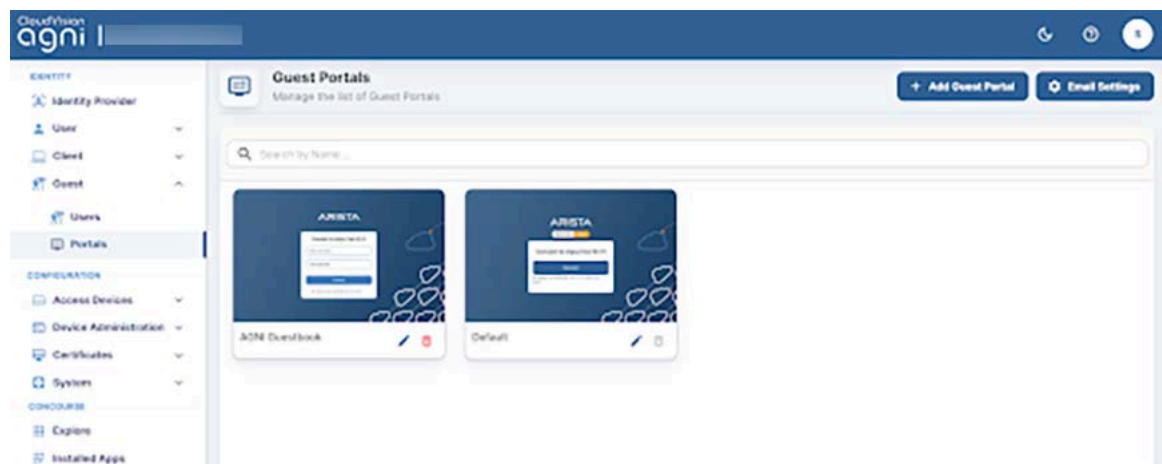 CloudVision
agni |
IDENTITY
Identity Provider
User
Client
Guest
Users
Portals
CONFIGURATION
Access Devices
Device Administration
Certificates
System
CONCOURSE
Explore
Installed Apps
Guest Portals
Manage the list of Guest Portals
+ Add Guest Portal
Email Settings
Search by Name...
ARISTA
AGNI Guestbook
ARISTA
Default